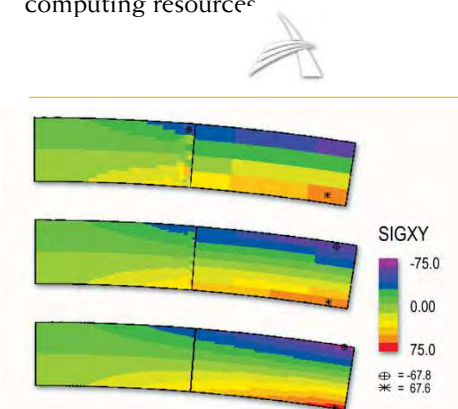 computing resources
SIGXY
-75.0
0.00
75.0
⊕ = -67.8
✳ = 67.6